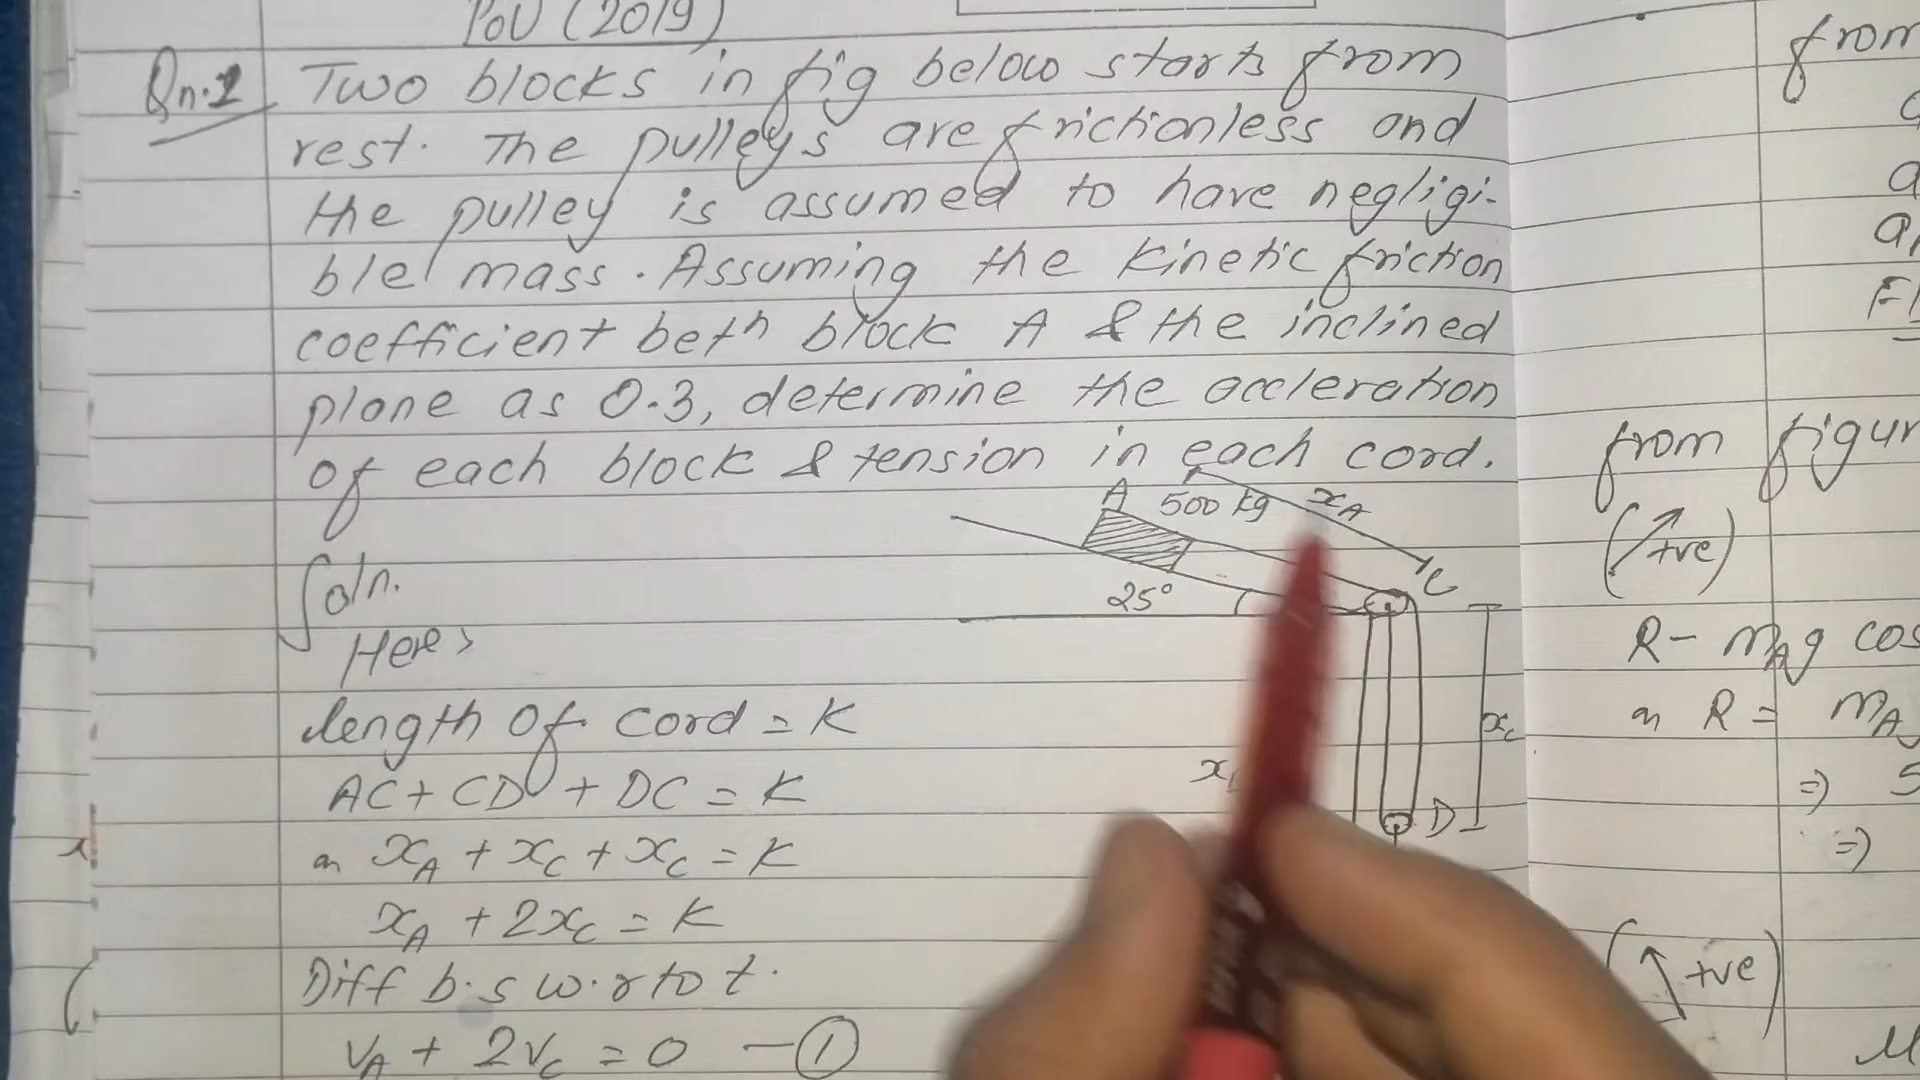 PoU (2019)
Qn.1 Two blocks in fig below starts from
rest. The pulleys are frictionless and
the pulley is assumed to have negligi-
ble mass. Assuming the kinetic friction
coefficient betn block A & the inclined
plane as 0.3, determine the accleration
of each block & tension in each cord.
A 500 kg xA
C
25°
Soln.
Here,
length of cord = K
AC + CD + DC = K
xA + xC + xC = K
xA + 2xC = K
Diff b.s w.r to t.
vA + 2vC = 0 — ①
xC
D
from
from figur
(↗ +ve)
R - mAg cos
R = mA
=> 5
=>
(↖ +ve)